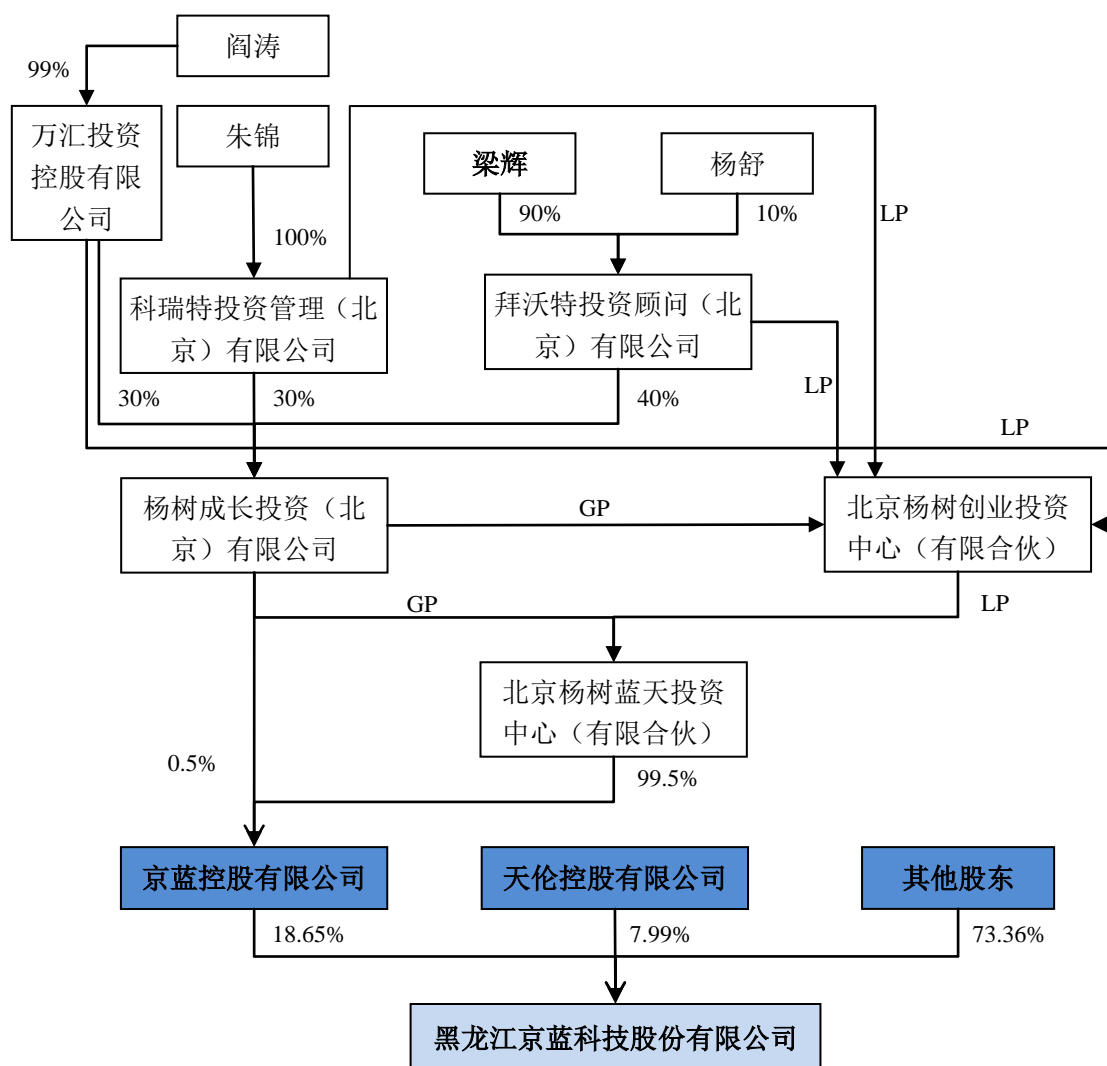 阎涛
99%
万汇投资
控股有限
公司
朱锦
梁辉
杨舒
90%
10%
LP
100%
科瑞特投资管理（北
京）有限公司
拜沃特投资顾问（北
京）有限公司
LP
30%
30%
40%
LP
杨树成长投资（北
京）有限公司
GP
北京杨树创业投资
中心（有限合伙）
GP
LP
北京杨树蓝天投资
中心（有限合伙）
0.5%
99.5%
京蓝控股有限公司
天伦控股有限公司
其他股东
18.65%
7.99%
73.36%
黑龙江京蓝科技股份有限公司